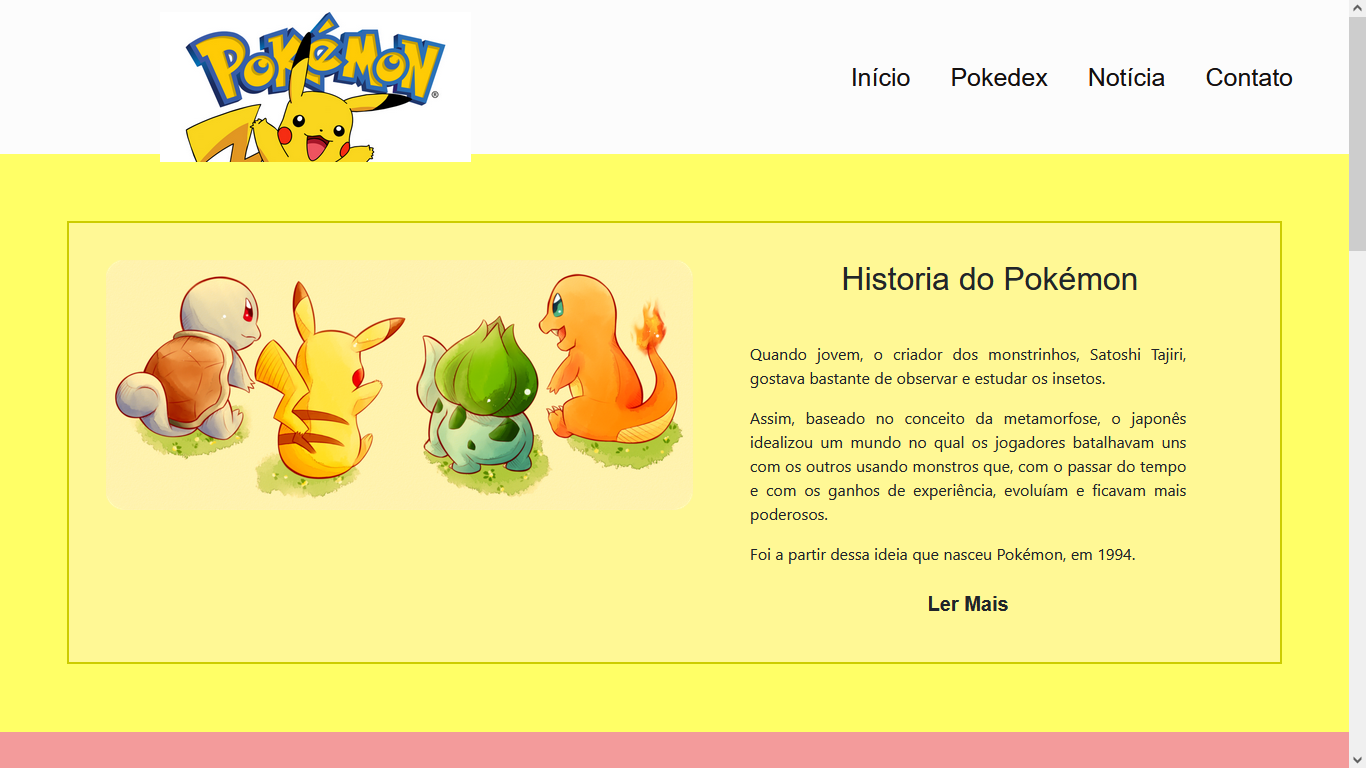 POKÉMON®
Início Pokedex Notícia Contato
Historia do Pokémon
Quando jovem, o criador dos monstrinhos, Satoshi Tajiri,
gostava bastante de observar e estudar os insetos.
Assim, baseado no conceito da metamorfose, o japonês
idealizou um mundo no qual os jogadores batalhavam uns
com os outros usando monstros que, com o passar do tempo
e com os ganhos de experiência, evoluíam e ficavam mais
poderosos.
Foi a partir dessa ideia que nasceu Pokémon, em 1994.
Ler Mais